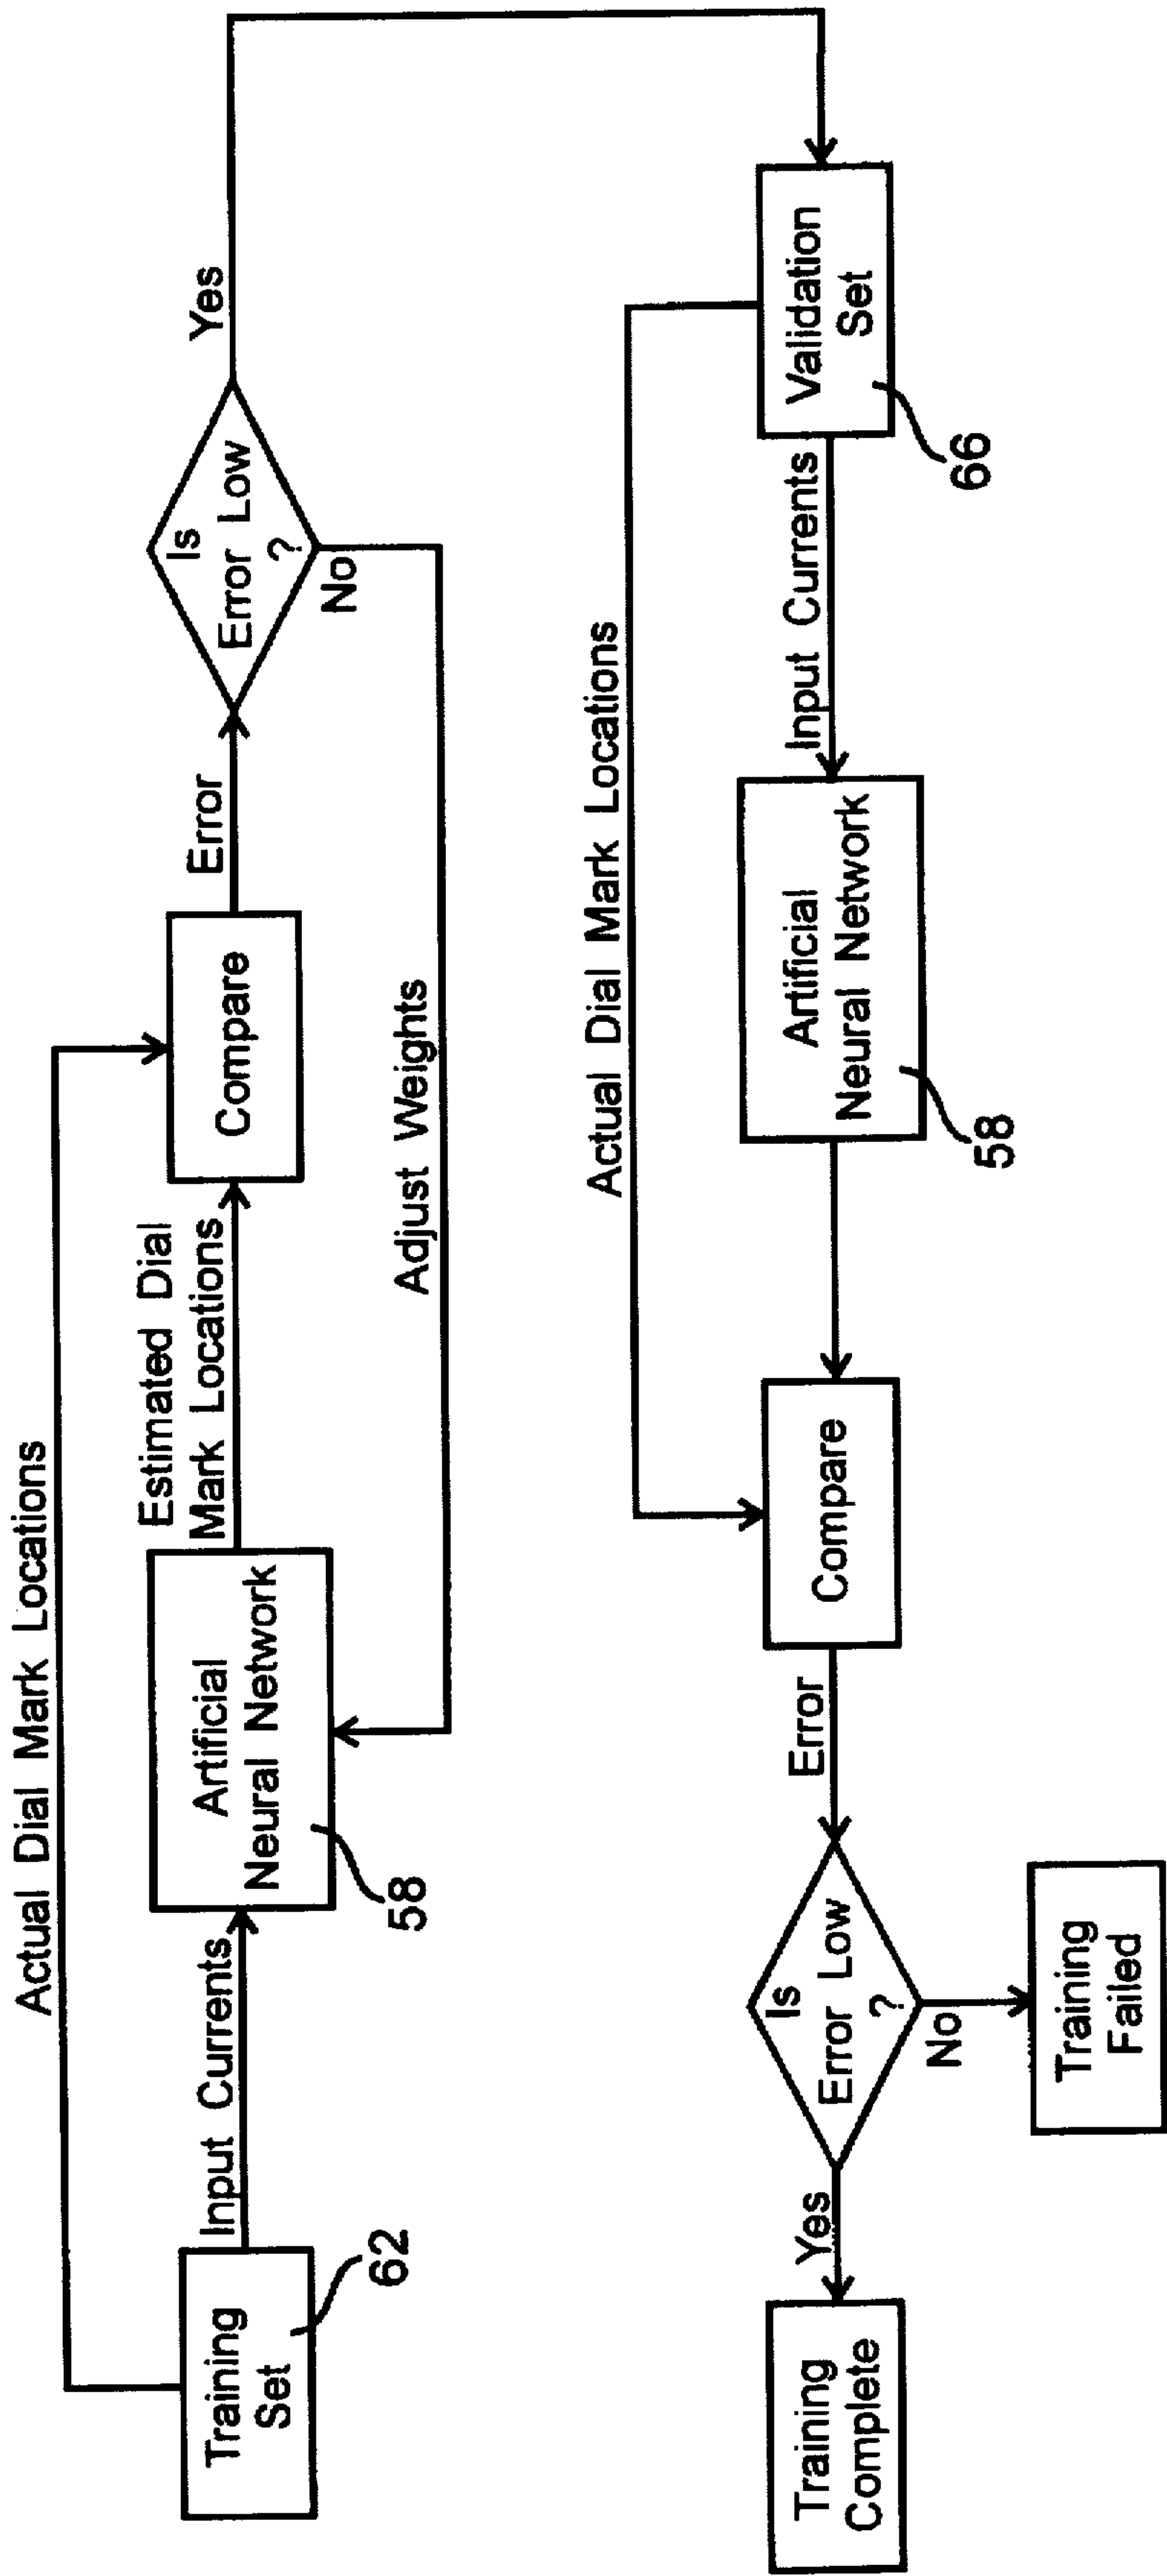 Actual Dial Mark Locations
Training
Set
62
Input Currents
Artificial
Neural Network
58
Estimated Dial
Mark Locations
Compare
Error
Is
Error Low
?
Yes
No
Adjust Weights
Actual Dial Mark Locations
Validation
Set
66
Input Currents
Artificial
Neural Network
58
Compare
Error
Is
Error Low
?
Yes
No
Training
Complete
Training
Failed